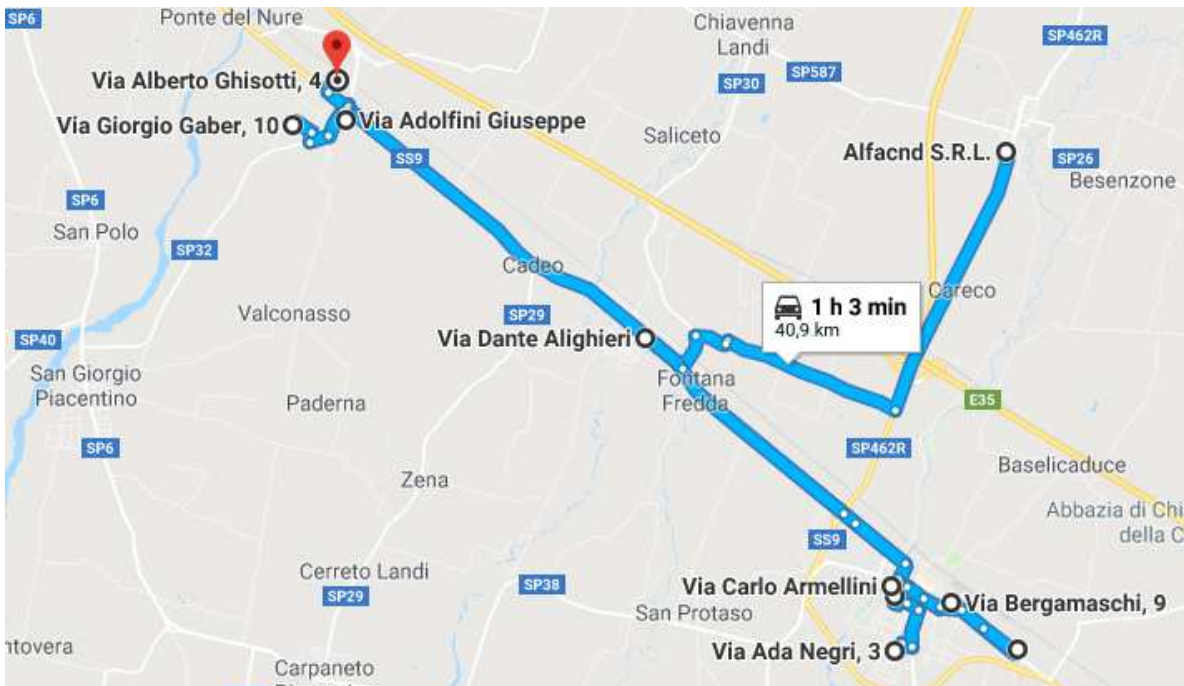 SP6
Ponte del Nure
Chiavenna
Landi
SP462R
SP587
SP30
Via Alberto Ghisotti, 4
Via Giorgio Gaber, 10
Via Adolfini Giuseppe
Saliceto
SS9
Alfacnd S.R.L.
SP26
Besenzone
SP6
San Polo
SP32
Cadeo
Careco
1 h 3 min
40,9 km
Valconasso
SP29
Via Dante Alighieri
SP40
San Giorgio
Piacentino
Fontana
Fredda
E35
Paderna
SP6
SP462R
Baselicaduce
Zena
Abbazia di Chi
della C
SS9
Cerreto Landi
SP29
SP38
Via Carlo Armellini
San Protaso
Via Bergamaschi, 9
ntovera
Via Ada Negri, 3
Carpaneto